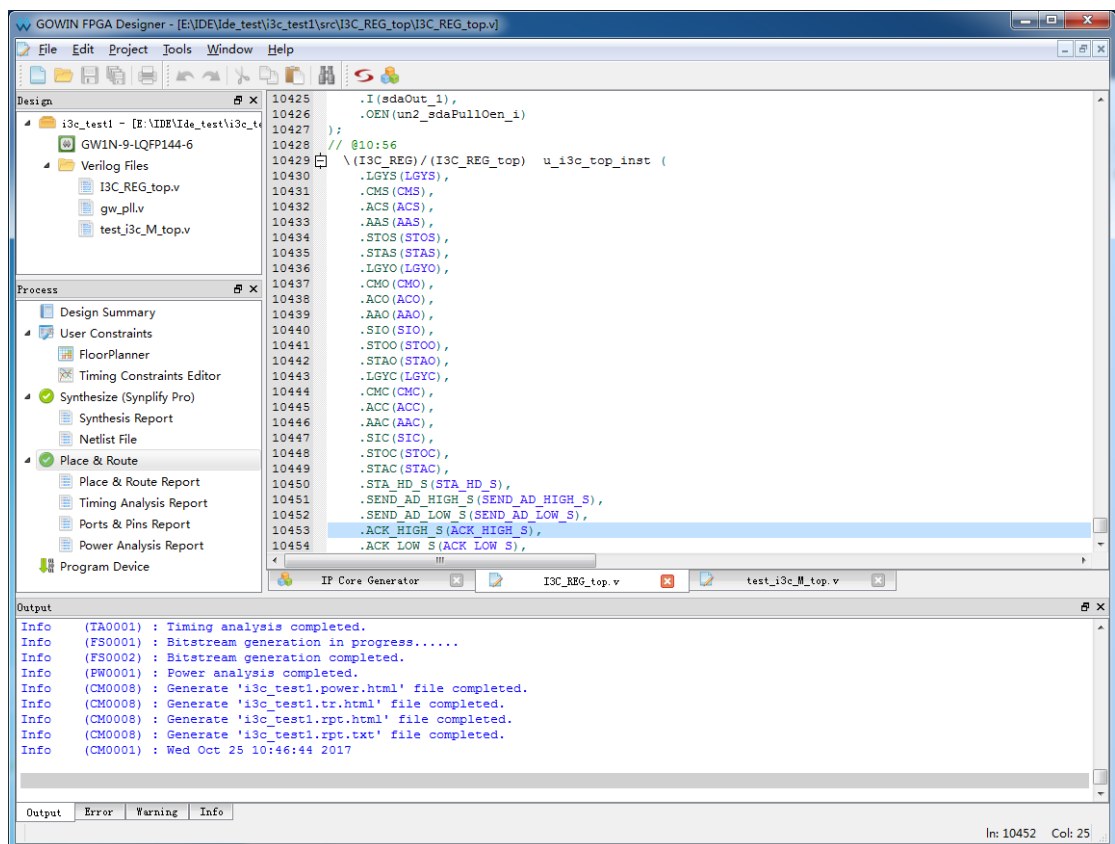 GOWIN FPGA Designer - [E:\IDE\Ide_test\i3c_test1\src\I3C_REG_top\I3C_REG_top.v]
File Edit Project Tools Window Help
Design
i3c_test1 - [E:\IDE\Ide_test\i3c_te
GW1N-9-LQFP144-6
Verilog Files
I3C_REG_top.v
gw_pll.v
test_i3c_M_top.v
Process
Design Summary
User Constraints
FloorPlanner
Timing Constraints Editor
Synthesize (Synplify Pro)
Synthesis Report
Netlist File
Place & Route
Place & Route Report
Timing Analysis Report
Ports & Pins Report
Power Analysis Report
Program Device
10425 .I(sdaOut_1),
10426 .OEN(un2_sdaPullOen_i)
10427 );
10428 // @10:56
10429 \(I3C_REG)/(I3C_REG_top) u_i3c_top_inst (
10430 .LGYS(LGYS),
10431 .CMS(CMS),
10432 .ACS(ACS),
10433 .AAS(AAS),
10434 .STOS(STOS),
10435 .STAS(STAS),
10436 .LGYO(LGYO),
10437 .CMO(CMO),
10438 .ACO(ACO),
10439 .AAO(AAO),
10440 .SIO(SIO),
10441 .STOO(STOO),
10442 .STAO(STAO),
10443 .LGYC(LGYC),
10444 .CMC(CMC),
10445 .ACC(ACC),
10446 .AAC(AAC),
10447 .SIC(SIC),
10448 .STOC(STOC),
10449 .STAC(STAC),
10450 .STA_HD_S(STA_HD_S),
10451 .SEND_AD_HIGH_S(SEND_AD_HIGH_S),
10452 .SEND_AD_LOW_S(SEND_AD_LOW_S),
10453 .ACK_HIGH_S(ACK_HIGH_S),
10454 .ACK_LOW_S(ACK_LOW_S),
IP Core Generator I3C_REG_top.v test_i3c_M_top.v
Output
Info (TA0001) : Timing analysis completed.
Info (FS0001) : Bitstream generation in progress......
Info (FS0002) : Bitstream generation completed.
Info (PW0001) : Power analysis completed.
Info (CM0008) : Generate 'i3c_test1.power.html' file completed.
Info (CM0008) : Generate 'i3c_test1.tr.html' file completed.
Info (CM0008) : Generate 'i3c_test1.rpt.html' file completed.
Info (CM0008) : Generate 'i3c_test1.rpt.txt' file completed.
Info (CM0001) : Wed Oct 25 10:46:44 2017
Output Error Warning Info
ln: 10452 Col: 25